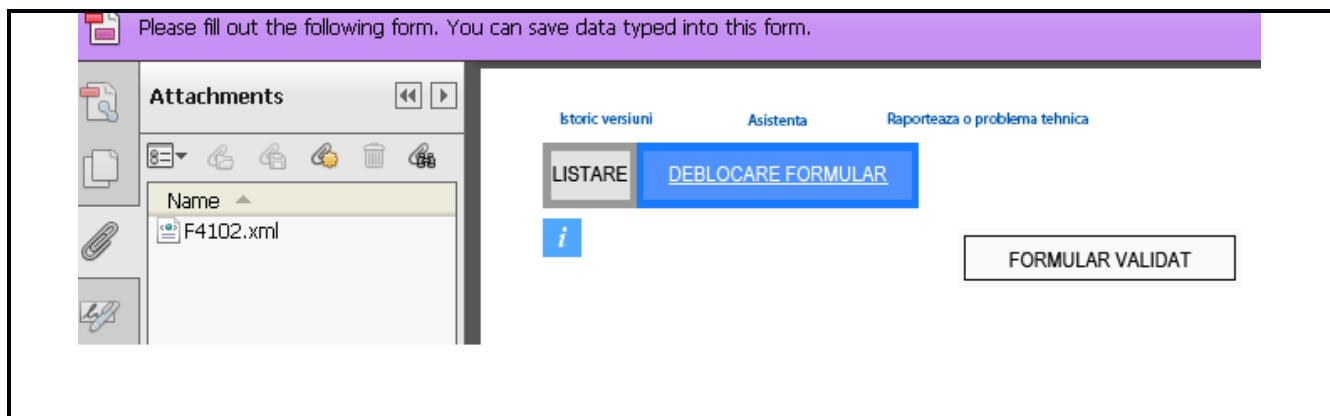 Please fill out the following form. You can save data typed into this form.
Attachments
Name
F4102.xml
Istoric versiuni Asistenta Raporteaza o problema tehnica
LISTARE DEBLOCARE FORMULAR
i
FORMULAR VALIDAT